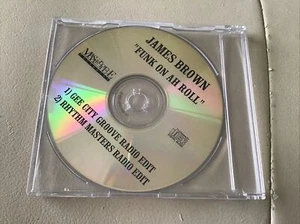 JAMES BROWN
"FUNK ON AH ROLL"
1) GEE CITY GROOVE RADIO EDIT
2) RHYTHM MASTERS RADIO EDIT